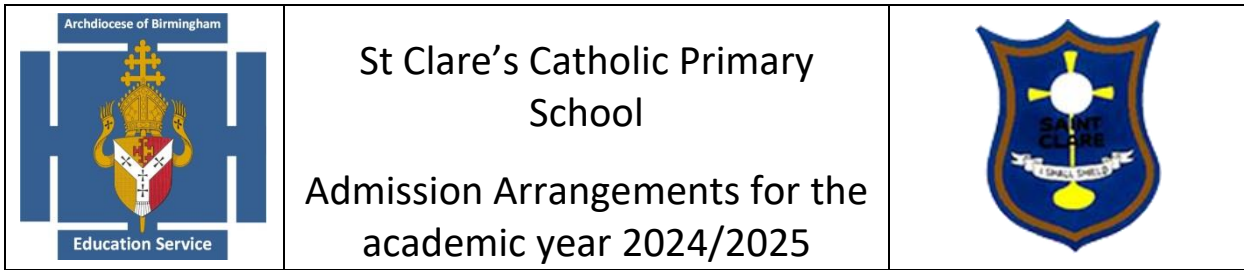 Archdiocese of Birmingham
Education Service
St Clare's Catholic Primary
School
Admission Arrangements for the
academic year 2024/2025
SAINT
CLARE
I SHALL SHIELD